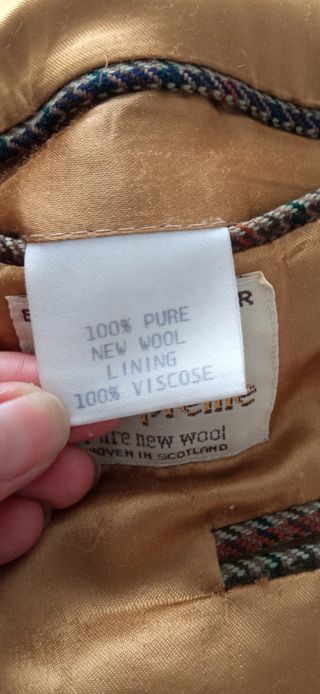 100% PURE
NEW WOOL
LINING
100% VISCOSE
Pure new wool
WOVEN IN SCOTLAND